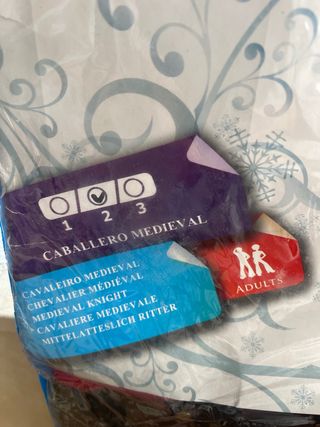 1 2 3
CABALLERO MEDIEVAL
CAVALEIRO MEDIEVAL
CHEVALIER MÉDIÉVAL
MEDIEVAL KNIGHT
CAVALIERE MEDIEVALE
MITTELATTESLICH RITTER
ADULTS